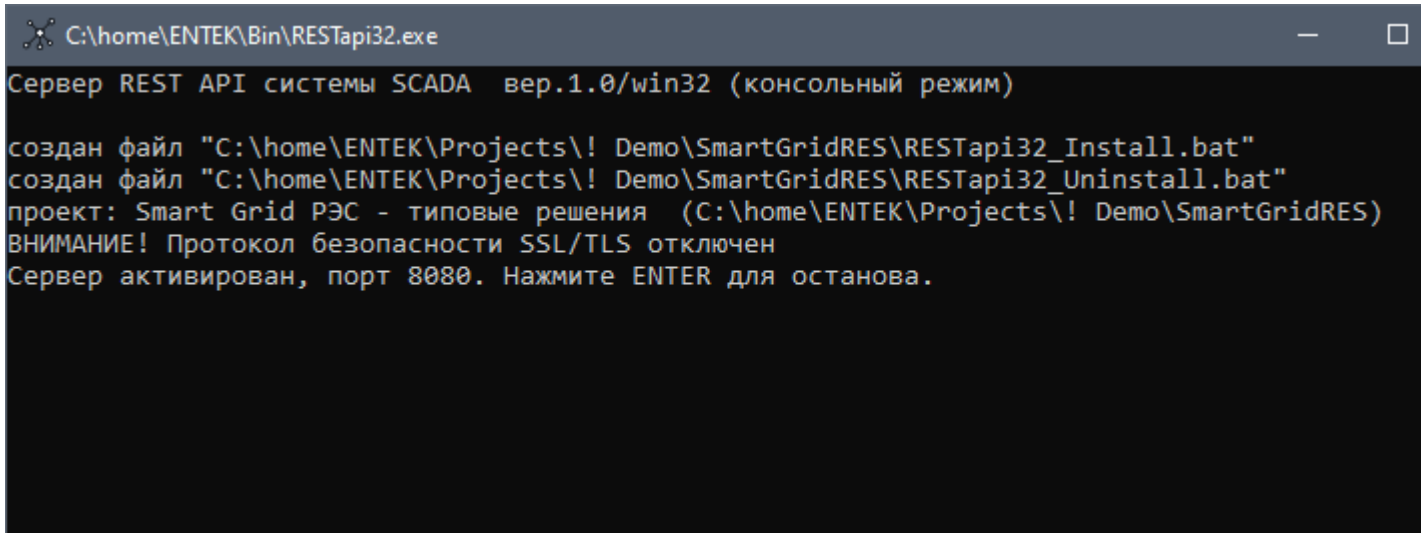 C:\home\ENTEK\Bin\RESTapi32.exe
Сервер REST API системы SCADA  вер.1.0/win32 (консольный режим)
создан файл "C:\home\ENTEK\Projects\! Demo\SmartGridRES\RESTapi32_Install.bat"
создан файл "C:\home\ENTEK\Projects\! Demo\SmartGridRES\RESTapi32_Uninstall.bat"
проект: Smart Grid РЭС - типовые решения  (C:\home\ENTEK\Projects\! Demo\SmartGridRES)
ВНИМАНИЕ! Протокол безопасности SSL/TLS отключен
Сервер активирован, порт 8080. Нажмите ENTER для останова.